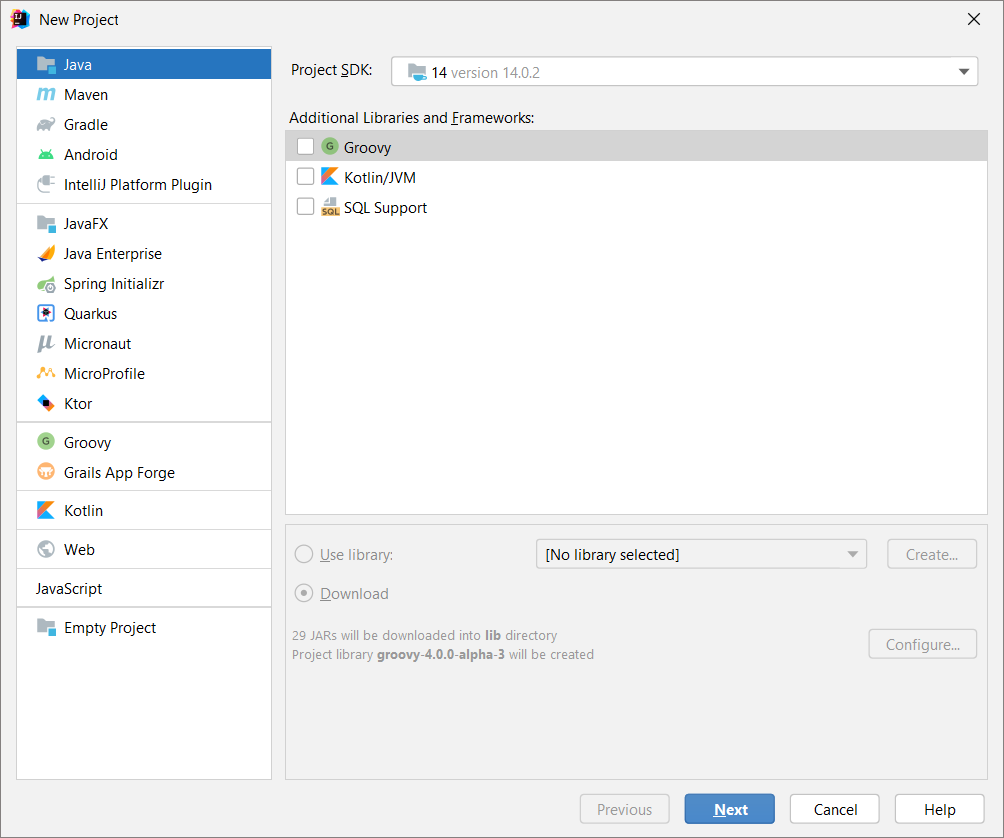 New Project
Java
Maven
Gradle
Android
IntelliJ Platform Plugin
JavaFX
Java Enterprise
Spring Initializr
Quarkus
Micronaut
MicroProfile
Ktor
Groovy
Grails App Forge
Kotlin
Web
JavaScript
Empty Project
Project SDK: 14 version 14.0.2
Additional Libraries and Frameworks:
Groovy
Kotlin/JVM
SQL Support
Use library: [No library selected] Create...
Download
29 JARs will be downloaded into lib directory
Project library groovy-4.0.0-alpha-3 will be created
Configure...
Previous Next Cancel Help